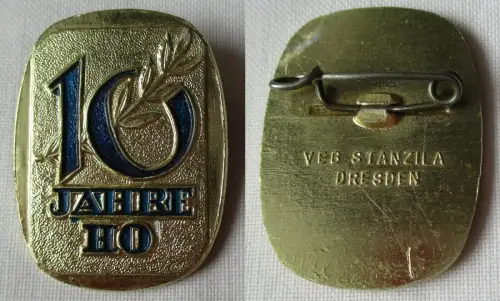 10
JAHRE
HO
VEB STANZILA
DRESDEN